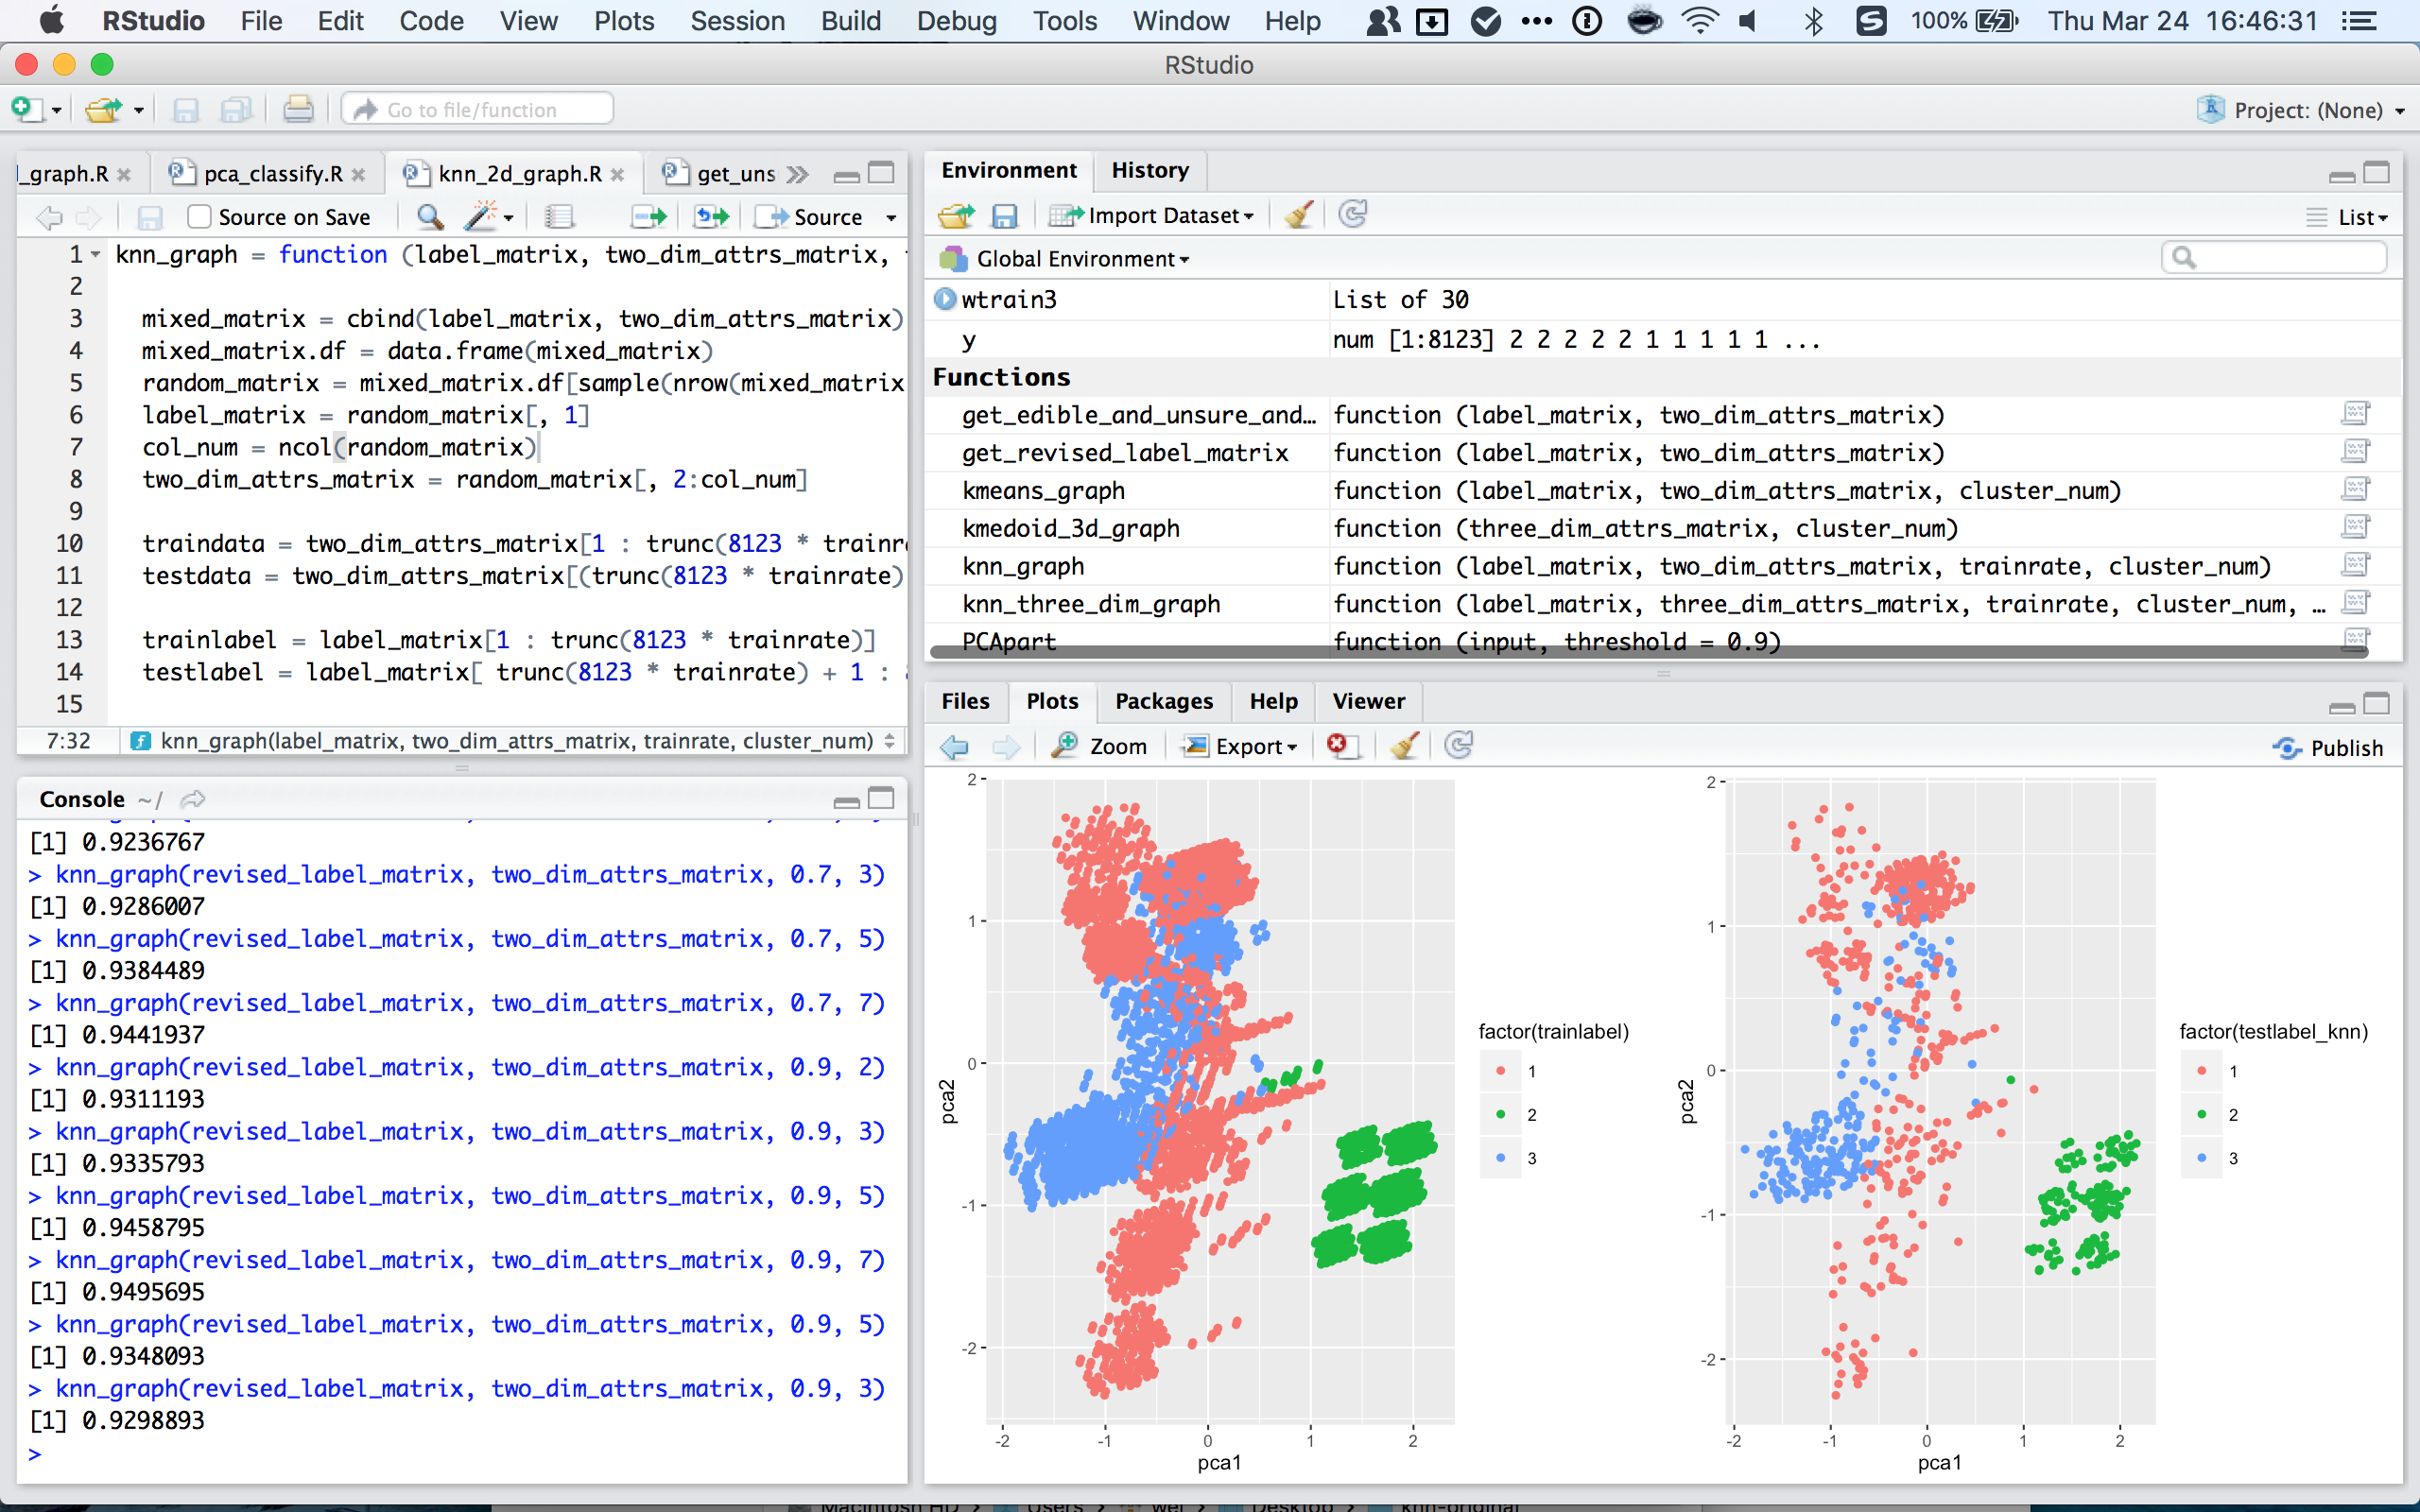 RStudio File Edit Code View Plots Session Build Debug Tools Window Help 100% Thu Mar 24 16:46:31
RStudio
Go to file/function
Project: (None)
_graph.R
pca_classify.R
knn_2d_graph.R
get_uns
Source on Save
Source
1 knn_graph = function (label_matrix, two_dim_attrs_matrix,
2
3 mixed_matrix = cbind(label_matrix, two_dim_attrs_matrix)
4 mixed_matrix.df = data.frame(mixed_matrix)
5 random_matrix = mixed_matrix.df[sample(nrow(mixed_matrix
6 label_matrix = random_matrix[, 1]
7 col_num = ncol(random_matrix)
8 two_dim_attrs_matrix = random_matrix[, 2:col_num]
9
10 traindata = two_dim_attrs_matrix[1 : trunc(8123 * trainr
11 testdata = two_dim_attrs_matrix[(trunc(8123 * trainrate)
12
13 trainlabel = label_matrix[1 : trunc(8123 * trainrate)]
14 testlabel = label_matrix[ trunc(8123 * trainrate) + 1 :
15
7:32 knn_graph(label_matrix, two_dim_attrs_matrix, trainrate, cluster_num)
Console ~/
[1] 0.9236767
> knn_graph(revised_label_matrix, two_dim_attrs_matrix, 0.7, 3)
[1] 0.9286007
> knn_graph(revised_label_matrix, two_dim_attrs_matrix, 0.7, 5)
[1] 0.9384489
> knn_graph(revised_label_matrix, two_dim_attrs_matrix, 0.7, 7)
[1] 0.9441937
> knn_graph(revised_label_matrix, two_dim_attrs_matrix, 0.9, 2)
[1] 0.9311193
> knn_graph(revised_label_matrix, two_dim_attrs_matrix, 0.9, 3)
[1] 0.9335793
> knn_graph(revised_label_matrix, two_dim_attrs_matrix, 0.9, 5)
[1] 0.9458795
> knn_graph(revised_label_matrix, two_dim_attrs_matrix, 0.9, 7)
[1] 0.9495695
> knn_graph(revised_label_matrix, two_dim_attrs_matrix, 0.9, 5)
[1] 0.9348093
> knn_graph(revised_label_matrix, two_dim_attrs_matrix, 0.9, 3)
[1] 0.9298893
>
Environment History
Import Dataset List
Global Environment
wtrain3 List of 30
y num [1:8123] 2 2 2 2 2 1 1 1 1 1 ...
Functions
get_edible_and_unsure_and… function (label_matrix, two_dim_attrs_matrix)
get_revised_label_matrix function (label_matrix, two_dim_attrs_matrix)
kmeans_graph function (label_matrix, two_dim_attrs_matrix, cluster_num)
kmedoid_3d_graph function (three_dim_attrs_matrix, cluster_num)
knn_graph function (label_matrix, two_dim_attrs_matrix, trainrate, cluster_num)
knn_three_dim_graph function (label_matrix, three_dim_attrs_matrix, trainrate, cluster_num, …
PCApart function (input, threshold = 0.9)
Files Plots Packages Help Viewer
Zoom Export Publish
2
1
0
-1
-2
pca2
-2 -1 0 1 2
pca1
factor(trainlabel)
1
2
3
2
1
0
-1
-2
pca2
-2 -1 0 1 2
pca1
factor(testlabel_knn)
1
2
3
Macintosh HD Users wei Desktop knn-original